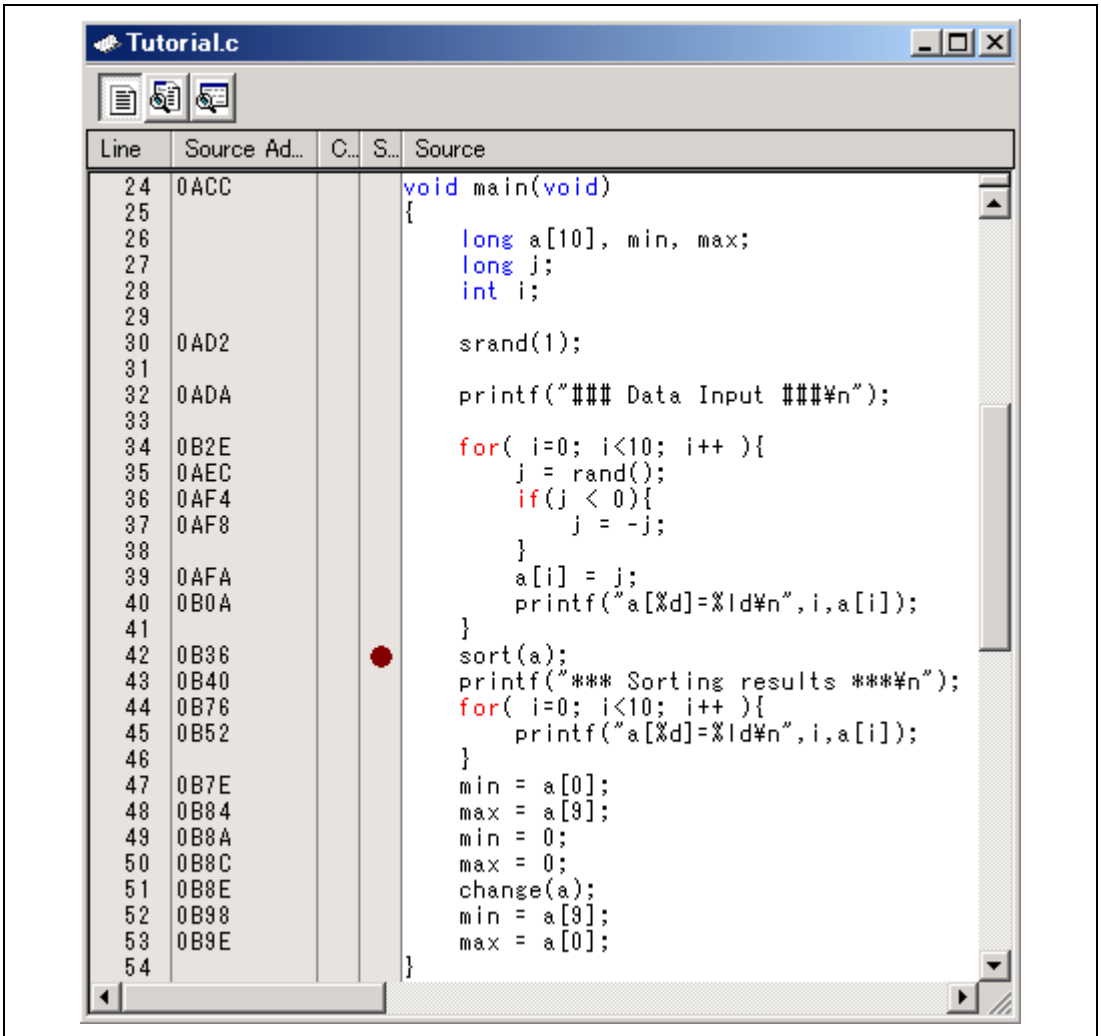 Tutorial.c
Line Source Ad... C... S... Source
24 0ACC void main(void)
25 {
26 long a[10], min, max;
27 long j;
28 int i;
29
30 0AD2 srand(1);
31
32 0ADA printf("### Data Input ###¥n");
33
34 0B2E for( i=0; i<10; i++ ){
35 0AEC j = rand();
36 0AF4 if(j < 0){
37 0AF8 j = -j;
38 }
39 0AFA a[i] = j;
40 0B0A printf("a[%d]=%ld¥n",i,a[i]);
41 }
42 0B36 sort(a);
43 0B40 printf("*** Sorting results ***¥n");
44 0B76 for( i=0; i<10; i++ ){
45 0B52 printf("a[%d]=%ld¥n",i,a[i]);
46 }
47 0B7E min = a[0];
48 0B84 max = a[9];
49 0B8A min = 0;
50 0B8C max = 0;
51 0B8E change(a);
52 0B98 min = a[9];
53 0B9E max = a[0];
54 }